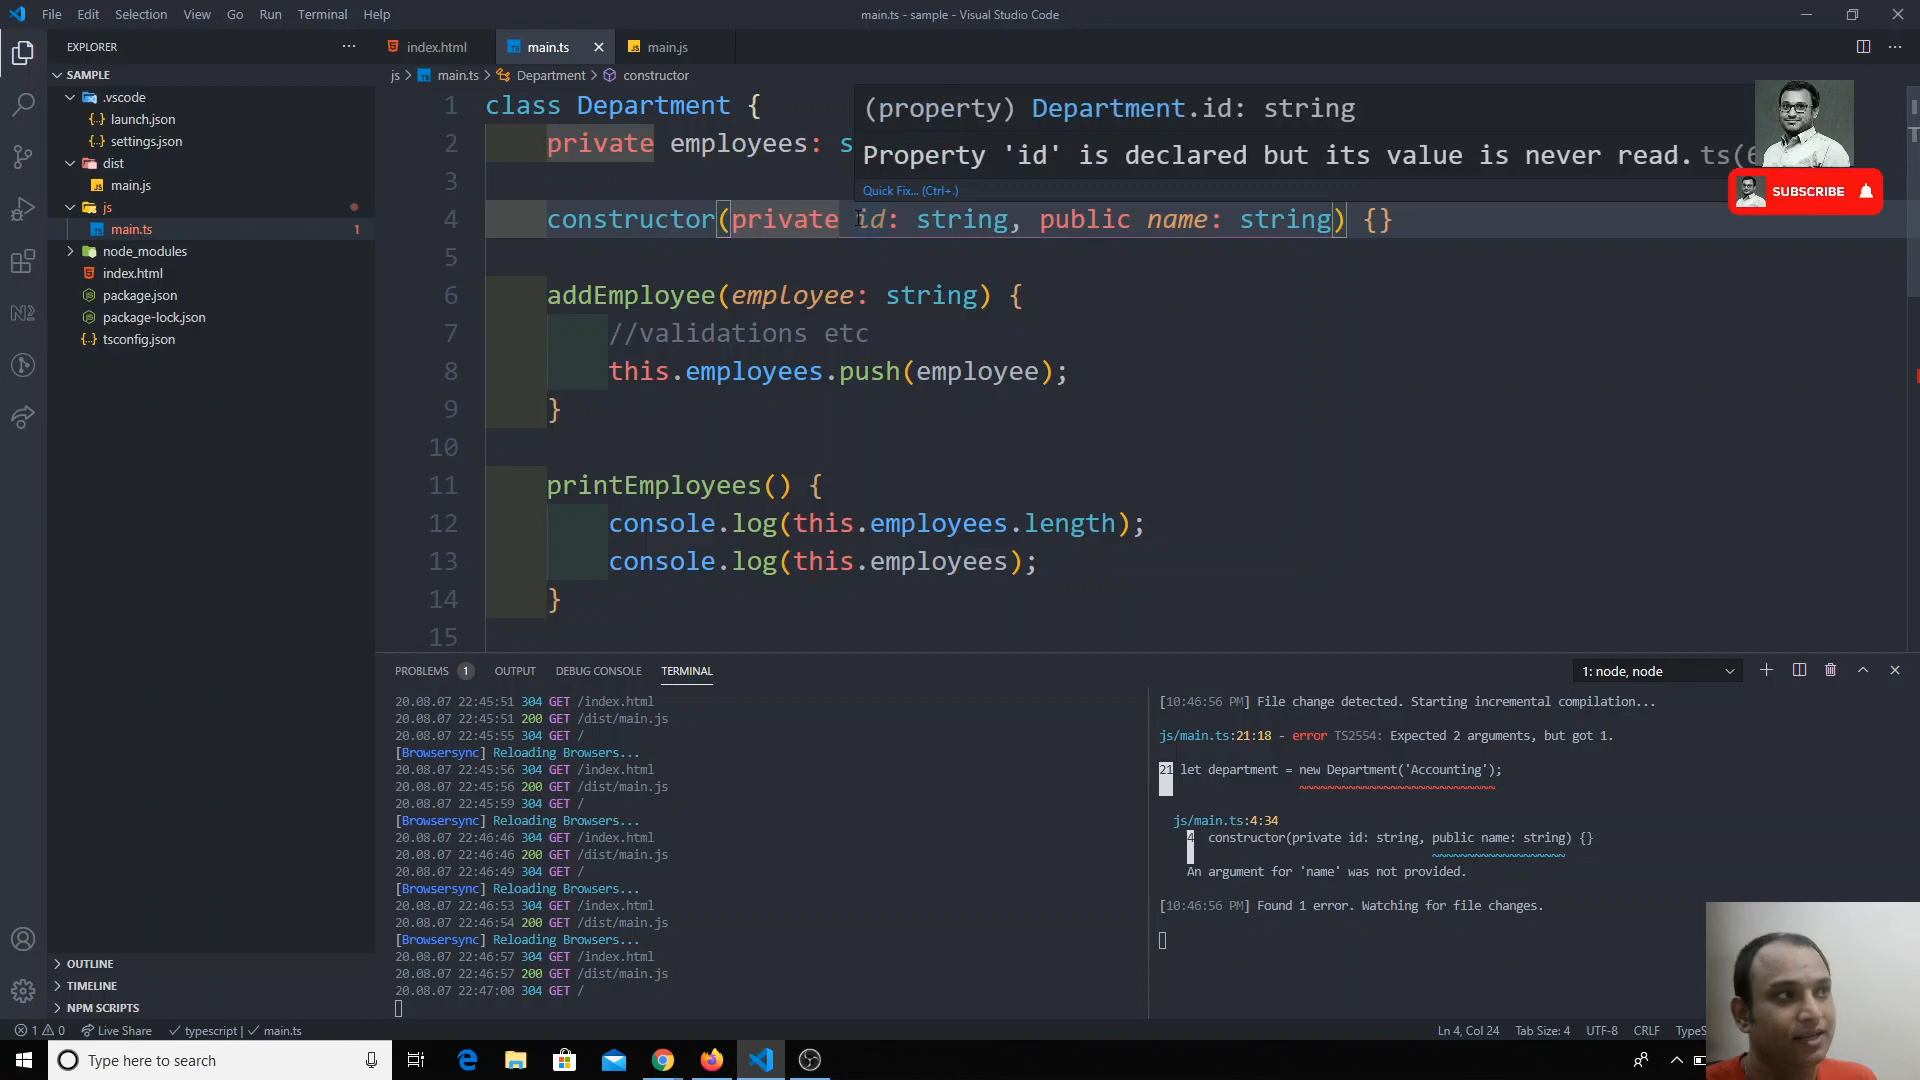 File Edit Selection View Go Run Terminal Help
main.ts - sample - Visual Studio Code
EXPLORER
index.html
main.ts
main.js
SAMPLE
js > main.ts > Department > constructor
.vscode
launch.json
settings.json
dist
main.js
js
main.ts 1
node_modules
index.html
package.json
package-lock.json
tsconfig.json
OUTLINE
TIMELINE
NPM SCRIPTS
1 class Department {
2 private employees: s
3
4 constructor(private id: string, public name: string) {}
5
6 addEmployee(employee: string) {
7 //validations etc
8 this.employees.push(employee);
9 }
10
11 printEmployees() {
12 console.log(this.employees.length);
13 console.log(this.employees);
14 }
15
(property) Department.id: string
Property 'id' is declared but its value is never read. ts(6
Quick Fix... (Ctrl+.)
SUBSCRIBE
PROBLEMS 1 OUTPUT DEBUG CONSOLE TERMINAL
1: node, node
20.08.07 22:45:51 304 GET /index.html
20.08.07 22:45:51 200 GET /dist/main.js
20.08.07 22:45:55 304 GET /
[Browsersync] Reloading Browsers...
20.08.07 22:45:56 304 GET /index.html
20.08.07 22:45:56 200 GET /dist/main.js
20.08.07 22:45:59 304 GET /
[Browsersync] Reloading Browsers...
20.08.07 22:46:46 304 GET /index.html
20.08.07 22:46:46 200 GET /dist/main.js
20.08.07 22:46:49 304 GET /
[Browsersync] Reloading Browsers...
20.08.07 22:46:53 304 GET /index.html
20.08.07 22:46:54 200 GET /dist/main.js
[Browsersync] Reloading Browsers...
20.08.07 22:46:57 304 GET /index.html
20.08.07 22:46:57 200 GET /dist/main.js
20.08.07 22:47:00 304 GET /
[10:46:56 PM] File change detected. Starting incremental compilation...
js/main.ts:21:18 - error TS2554: Expected 2 arguments, but got 1.
21 let department = new Department('Accounting');
js/main.ts:4:34
4 constructor(private id: string, public name: string) {}
An argument for 'name' was not provided.
[10:46:56 PM] Found 1 error. Watching for file changes.
1 0 Live Share typescript | main.ts
Ln 4, Col 24 Tab Size: 4 UTF-8 CRLF TypeS
Type here to search